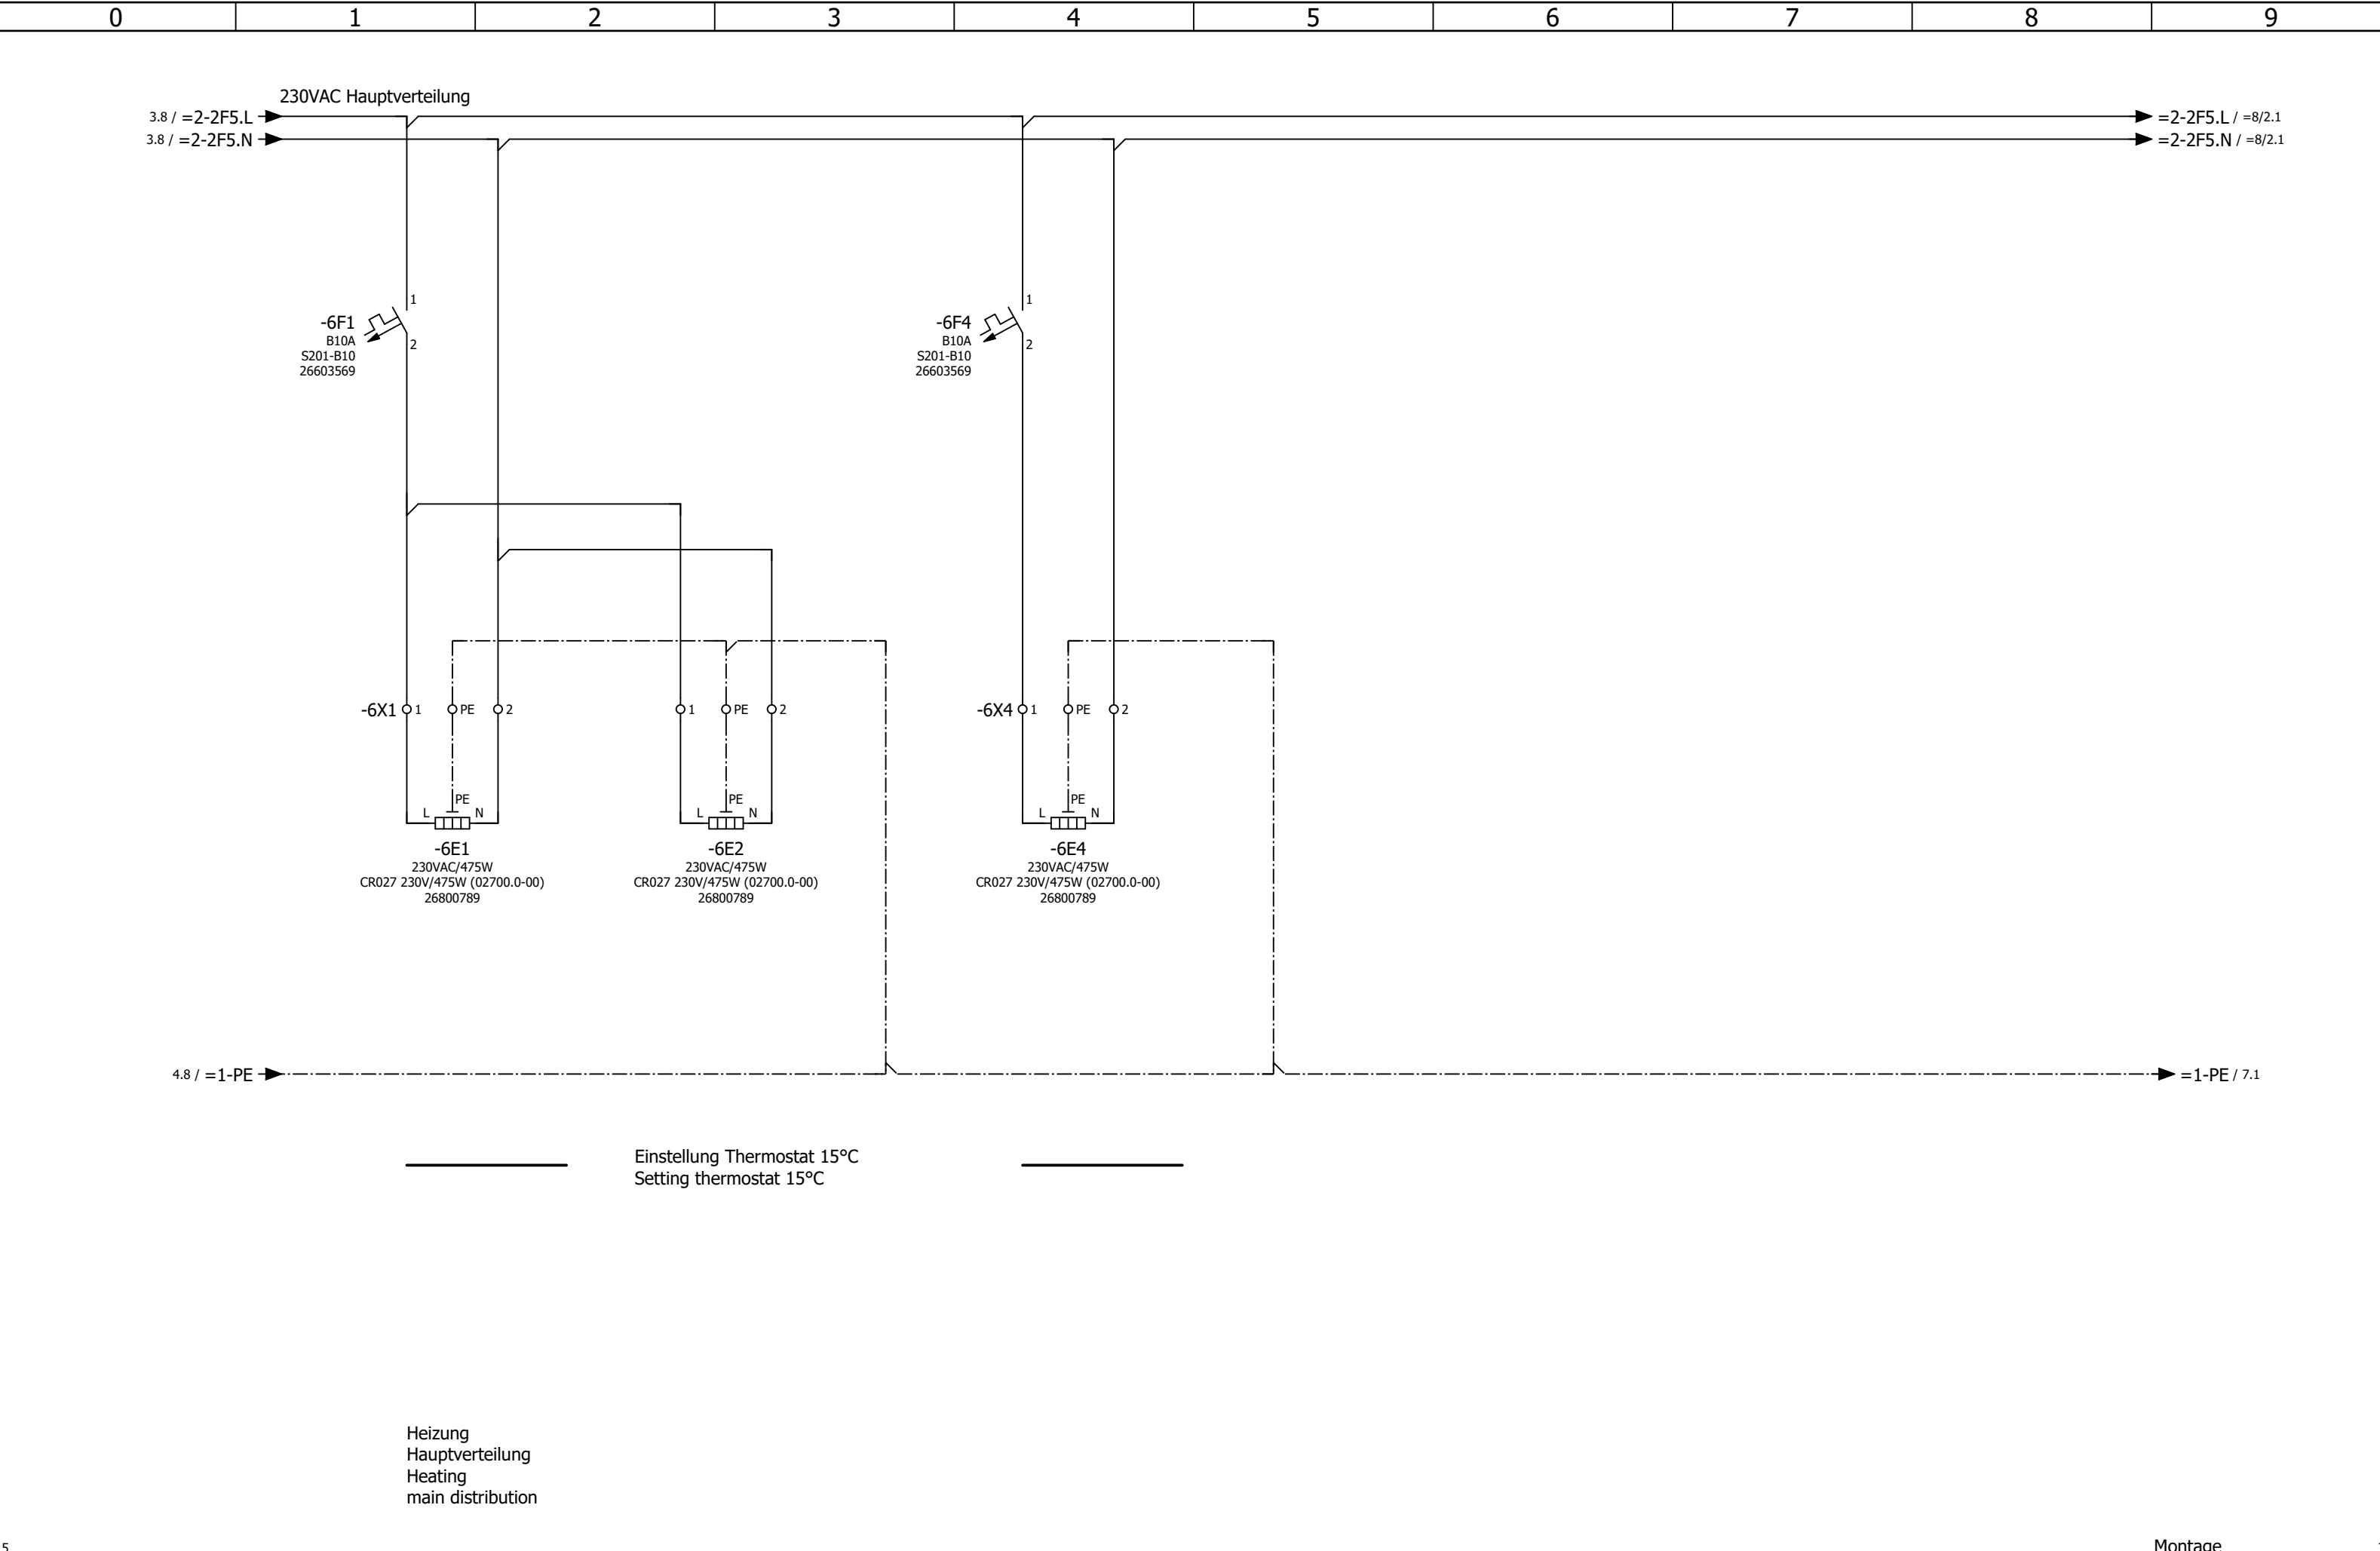 0 1 2 3 4 5 6 7 8 9
230VAC Hauptverteilung
3.8 / =2-2F5.L
=2-2F5.L / =8/2.1
3.8 / =2-2F5.N
=2-2F5.N / =8/2.1
1
-6F1
B10A
S201-B10
26603569
2
1
-6F4
B10A
S201-B10
26603569
2
-6X1 1 PE 2
1 PE 2
-6X4 1 PE 2
L PE N
L PE N
L PE N
-6E1
230VAC/475W
CR027 230V/475W (02700.0-00)
26800789
-6E2
230VAC/475W
CR027 230V/475W (02700.0-00)
26800789
-6E4
230VAC/475W
CR027 230V/475W (02700.0-00)
26800789
4.8 / =1-PE
=1-PE / 7.1
Einstellung Thermostat 15°C
Setting thermostat 15°C
Heizung
Hauptverteilung
Heating
main distribution
5
Montage